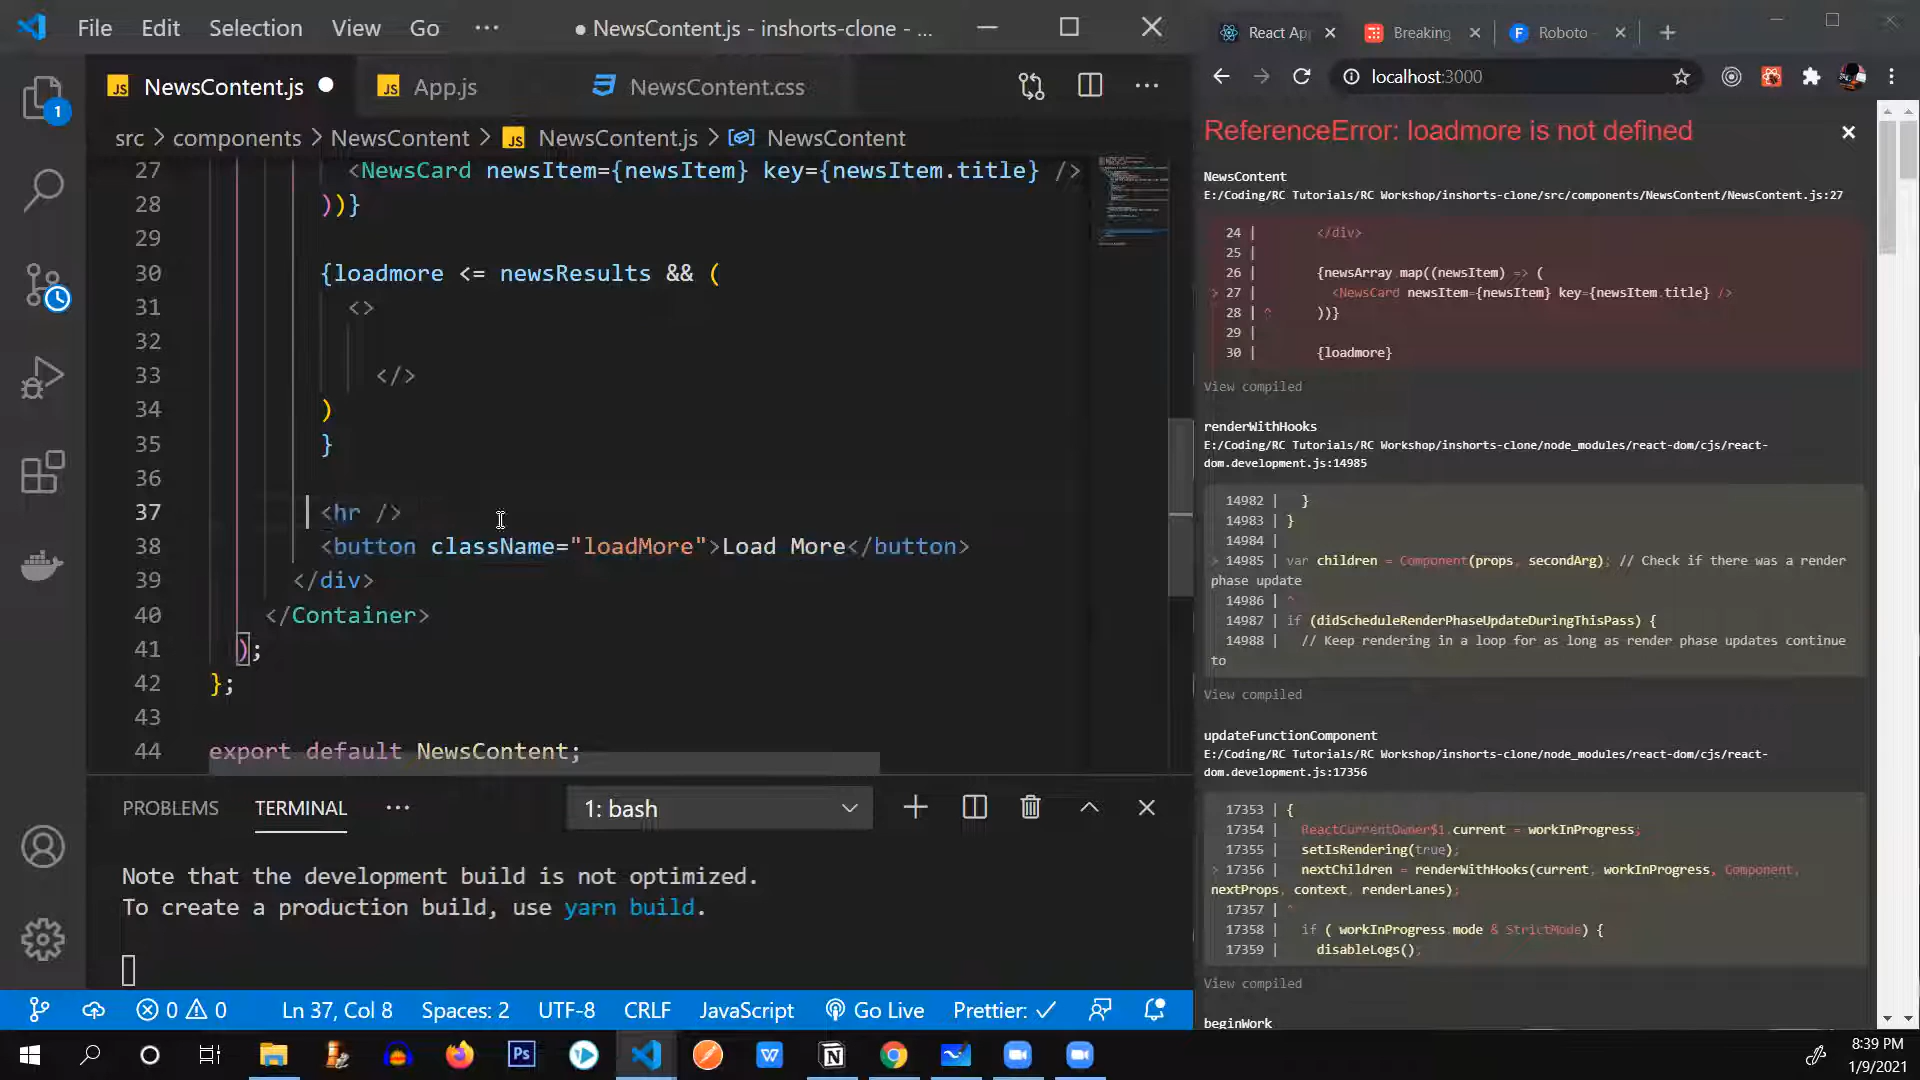 File Edit Selection View Go ··· ● NewsContent.js - inshorts-clone - ...
JS NewsContent.js ● JS App.js NewsContent.css ···
src > components > NewsContent > JS NewsContent.js > NewsContent
27 <NewsCard newsItem={newsItem} key={newsItem.title} />
28 ))}
29
30 {loadmore <= newsResults && (
31 <>
32
33 </>
34 )
35 }
36
37 <hr />
38 <button className="loadMore">Load More</button>
39 </div>
40 </Container>
41 );
42 };
43
44 export default NewsContent;
PROBLEMS TERMINAL ··· 1: bash
Note that the development build is not optimized.
To create a production build, use yarn build.
0 0 Ln 37, Col 8 Spaces: 2 UTF-8 CRLF JavaScript Go Live Prettier: ✓
1
React App Breaking Roboto -
localhost:3000
ReferenceError: loadmore is not defined
NewsContent
E:/Coding/RC Tutorials/RC Workshop/inshorts-clone/src/components/NewsContent/NewsContent.js:27
24 | </div>
25 |
26 | {newsArray.map((newsItem) => (
> 27 | <NewsCard newsItem={newsItem} key={newsItem.title} />
28 | ^ ))}
29 |
30 | {loadmore}
View compiled
renderWithHooks
E:/Coding/RC Tutorials/RC Workshop/inshorts-clone/node_modules/react-dom/cjs/react-
dom.development.js:14985
14982 | }
14983 | }
14984 |
> 14985 | var children = Component(props, secondArg); // Check if there was a render
phase update
14986 | ^
14987 | if (didScheduleRenderPhaseUpdateDuringThisPass) {
14988 | // Keep rendering in a loop for as long as render phase updates continue
to
View compiled
updateFunctionComponent
E:/Coding/RC Tutorials/RC Workshop/inshorts-clone/node_modules/react-dom/cjs/react-
dom.development.js:17356
17353 | {
17354 | ReactCurrentOwner$1.current = workInProgress;
17355 | setIsRendering(true);
> 17356 | nextChildren = renderWithHooks(current, workInProgress, Component,
nextProps, context, renderLanes);
17357 | ^
17358 | if ( workInProgress.mode & StrictMode) {
17359 | disableLogs();
View compiled
beginWork
Ps W N
8:39 PM
1/9/2021